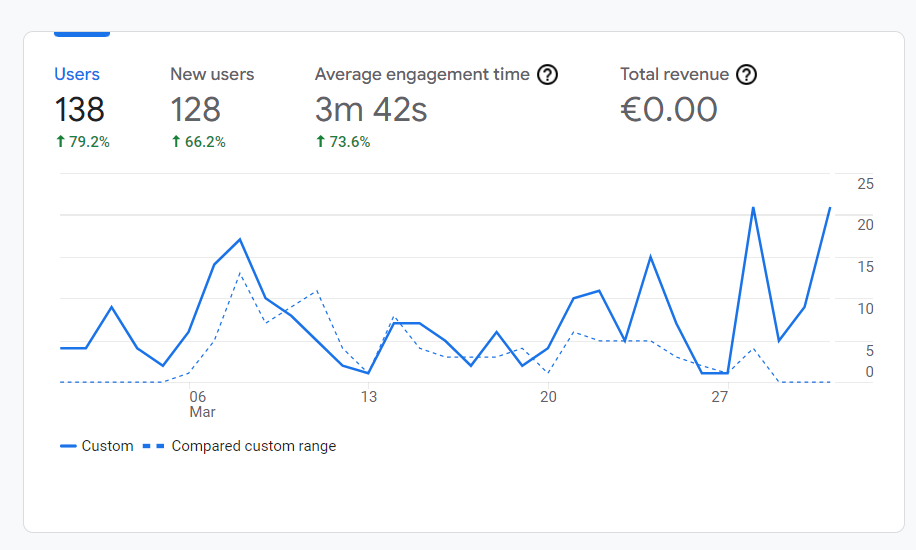 Users
138
↑ 79.2%
New users
128
↑ 66.2%
Average engagement time ?
3m 42s
↑ 73.6%
Total revenue ?
€0.00
25
20
15
10
5
0
06
Mar
13
20
27
Custom
Compared custom range